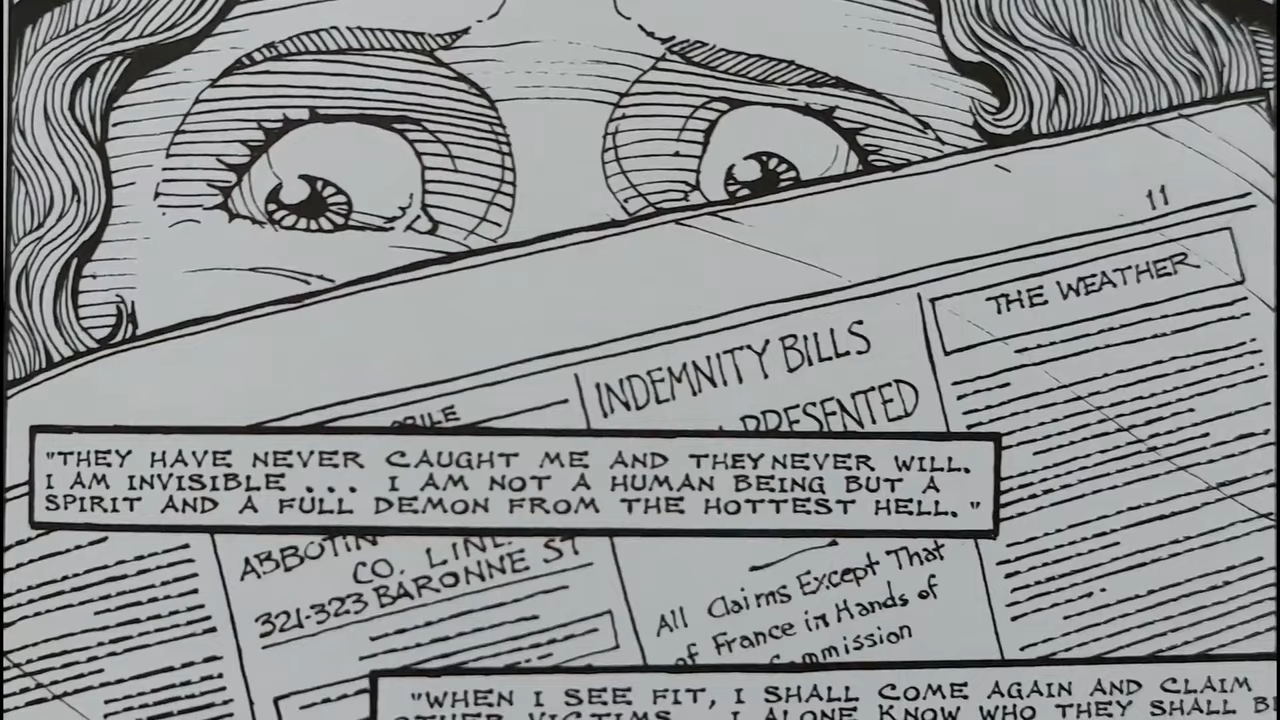 11
THE WEATHER
INDEMNITY BILLS
PRESENTED
"THEY HAVE NEVER CAUGHT ME AND THEY NEVER WILL.
I AM INVISIBLE ... I AM NOT A HUMAN BEING BUT A
SPIRIT AND A FULL DEMON FROM THE HOTTEST HELL."
CO.
321-323 BARONNE ST
All Claims Except That
of France in Hands of
"WHEN I SEE FIT, I SHALL COME AGAIN AND CLAIM
OTHER VICTIMS. I ALONE KNOW WHO THEY SHALL